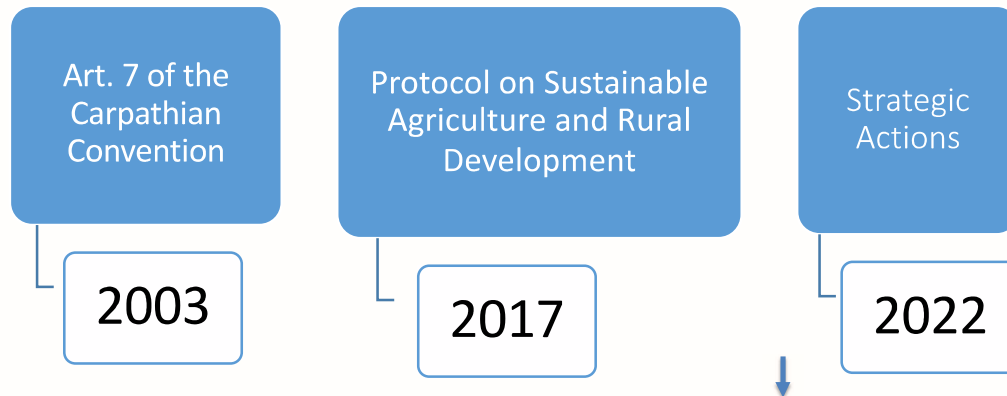 Art. 7 of the
Carpathian
Convention
2003
Protocol on Sustainable
Agriculture and Rural
Development
2017
Strategic
Actions
2022